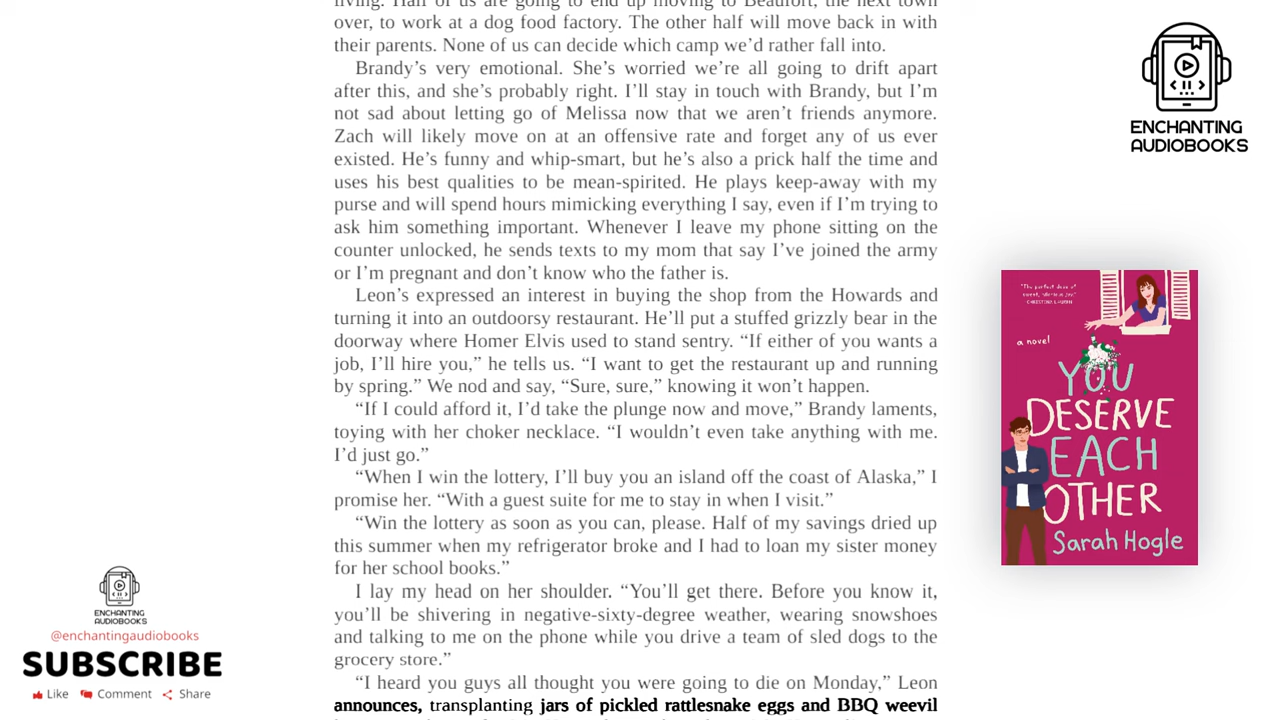 living. Half of us are going to end up moving to Beaufort, the next town
over, to work at a dog food factory. The other half will move back in with
their parents. None of us can decide which camp we’d rather fall into.
Brandy’s very emotional. She’s worried we’re all going to drift apart
after this, and she’s probably right. I’ll stay in touch with Brandy, but I’m
not sad about letting go of Melissa now that we aren’t friends anymore.
Zach will likely move on at an offensive rate and forget any of us ever
existed. He’s funny and whip-smart, but he’s also a prick half the time and
uses his best qualities to be mean-spirited. He plays keep-away with my
purse and will spend hours mimicking everything I say, even if I’m trying to
ask him something important. Whenever I leave my phone sitting on the
counter unlocked, he sends texts to my mom that say I’ve joined the army
or I’m pregnant and don’t know who the father is.
Leon’s expressed an interest in buying the shop from the Howards and
turning it into an outdoorsy restaurant. He’ll put a stuffed grizzly bear in the
doorway where Homer Elvis used to stand sentry. “If either of you wants a
job, I’ll hire you,” he tells us. “I want to get the restaurant up and running
by spring.” We nod and say, “Sure, sure,” knowing it won’t happen.
“If I could afford it, I’d take the plunge now and move,” Brandy laments,
toying with her choker necklace. “I wouldn’t even take anything with me.
I’d just go.”
“When I win the lottery, I’ll buy you an island off the coast of Alaska,” I
promise her. “With a guest suite for me to stay in when I visit.”
“Win the lottery as soon as you can, please. Half of my savings dried up
this summer when my refrigerator broke and I had to loan my sister money
for her school books.”
I lay my head on her shoulder. “You’ll get there. Before you know it,
you’ll be shivering in negative-sixty-degree weather, wearing snowshoes
and talking to me on the phone while you drive a team of sled dogs to the
grocery store.”
“I heard you guys all thought you were going to die on Monday,” Leon
announces, transplanting jars of pickled rattlesnake eggs and BBQ weevil
ENCHANTING
AUDIOBOOKS
a novel
YOU
DESERVE
EACH
OTHER
Sarah Hogle
ENCHANTING
AUDIOBOOKS
@enchantingaudiobooks
SUBSCRIBE
Like Comment Share